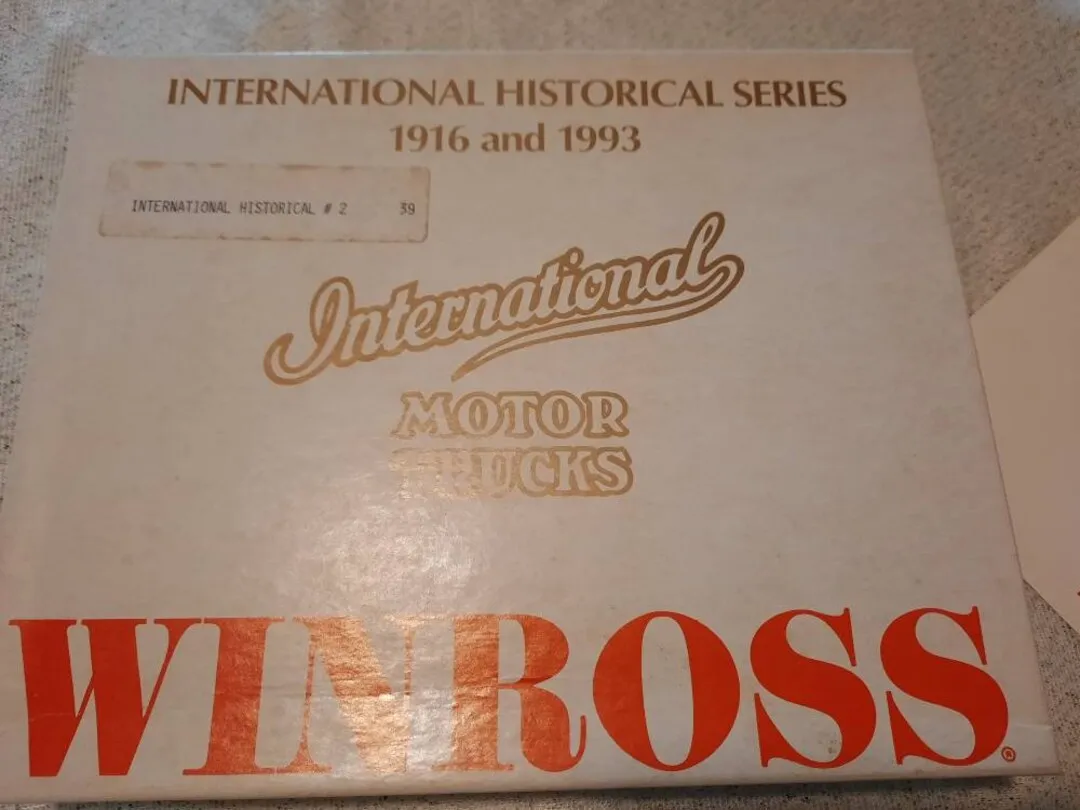 INTERNATIONAL HISTORICAL SERIES
1916 and 1993
INTERNATIONAL HISTORICAL # 2 39
International
MOTOR
TRUCKS
WINROSS®